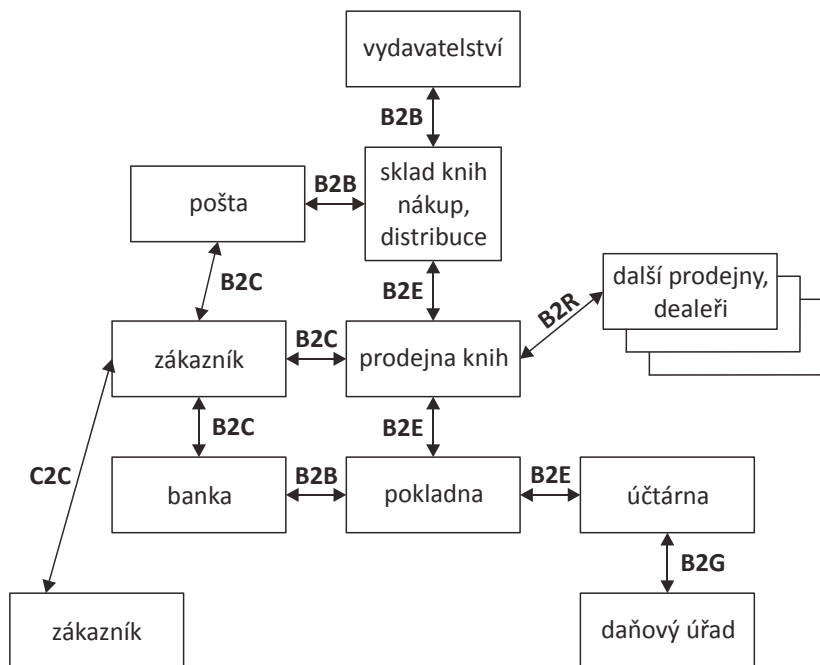 vydavatelství
B2B
sklad knih
nákup,
distribuce
B2B
pošta
B2C
B2E
další prodejny,
dealeři
B2R
zákazník
B2C
prodejna knih
B2C
B2E
C2C
banka
B2B
pokladna
B2E
účtárna
B2G
zákazník
daňový úřad